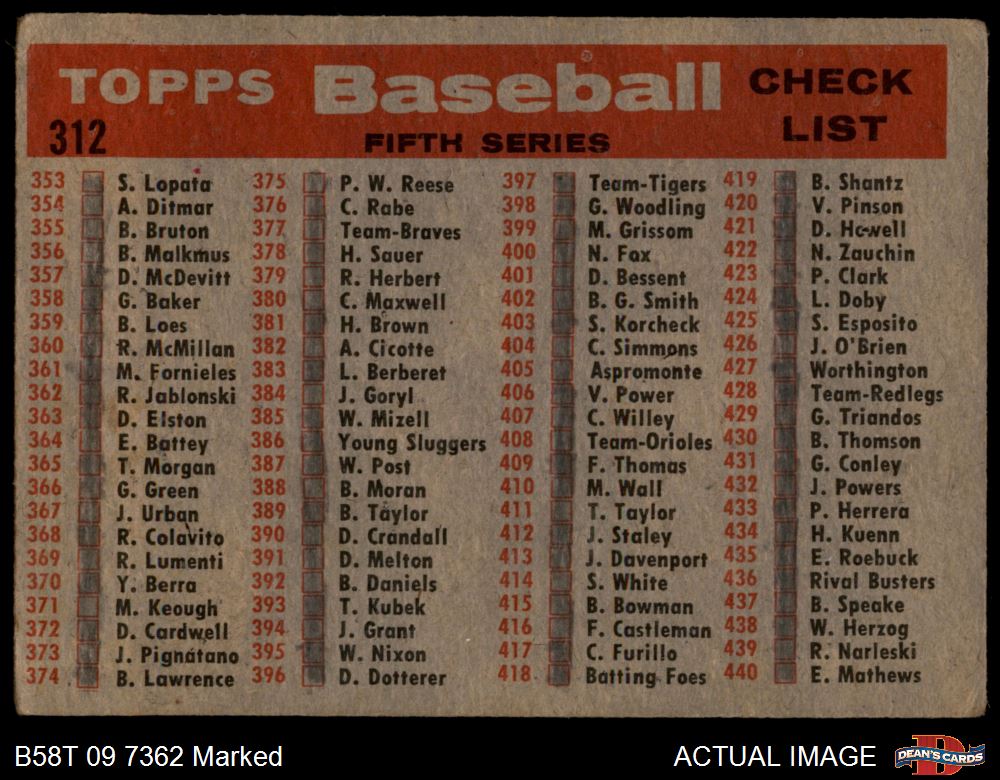 TOPPS Baseball CHECK LIST
312 FIFTH SERIES
353 S. Lopata
354 A. Ditmar
355 B. Bruton
356 B. Malkmus
357 D. McDevitt
358 G. Baker
359 B. Loes
360 R. McMillan
361 M. Fornieles
362 R. Jablonski
363 D. Elston
364 E. Battey
365 T. Morgan
366 G. Green
367 J. Urban
368 R. Colavito
369 R. Lumenti
370 Y. Berra
371 M. Keough
372 D. Cardwell
373 J. Pignatano
374 B. Lawrence
375 P. W. Reese
376 C. Rabe
377 Team-Braves
378 H. Sauer
379 R. Herbert
380 C. Maxwell
381 H. Brown
382 A. Cicotte
383 L. Berberet
384 J. Goryl
385 W. Mizell
386 Young Sluggers
387 W. Post
388 B. Moran
389 B. Taylor
390 D. Crandall
391 D. Melton
392 B. Daniels
393 T. Kubek
394 J. Grant
395 W. Nixon
396 D. Dotterer
397 Team-Tigers
398 G. Woodling
399 M. Grissom
400 N. Fox
401 D. Bessent
402 B. G. Smith
403 S. Korcheck
404 C. Simmons
405 Aspromonte
406 V. Power
407 C. Willey
408 Team-Orioles
409 F. Thomas
410 M. Wall
411 T. Taylor
412 J. Staley
413 J. Davenport
414 S. White
415 B. Bowman
416 F. Castleman
417 C. Furillo
418 Batting Foes
419 B. Shantz
420 V. Pinson
421 D. Howell
422 N. Zauchin
423 P. Clark
424 L. Doby
425 S. Esposito
426 J. O'Brien
427 Worthington
428 Team-Redlegs
429 G. Triandos
430 B. Thomson
431 G. Conley
432 J. Powers
433 P. Herrera
434 H. Kuenn
435 E. Roebuck
436 Rival Busters
437 B. Speake
438 W. Herzog
439 R. Narleski
440 E. Mathews
B58T 09 7362 Marked
ACTUAL IMAGE
DEAN'S CARDS